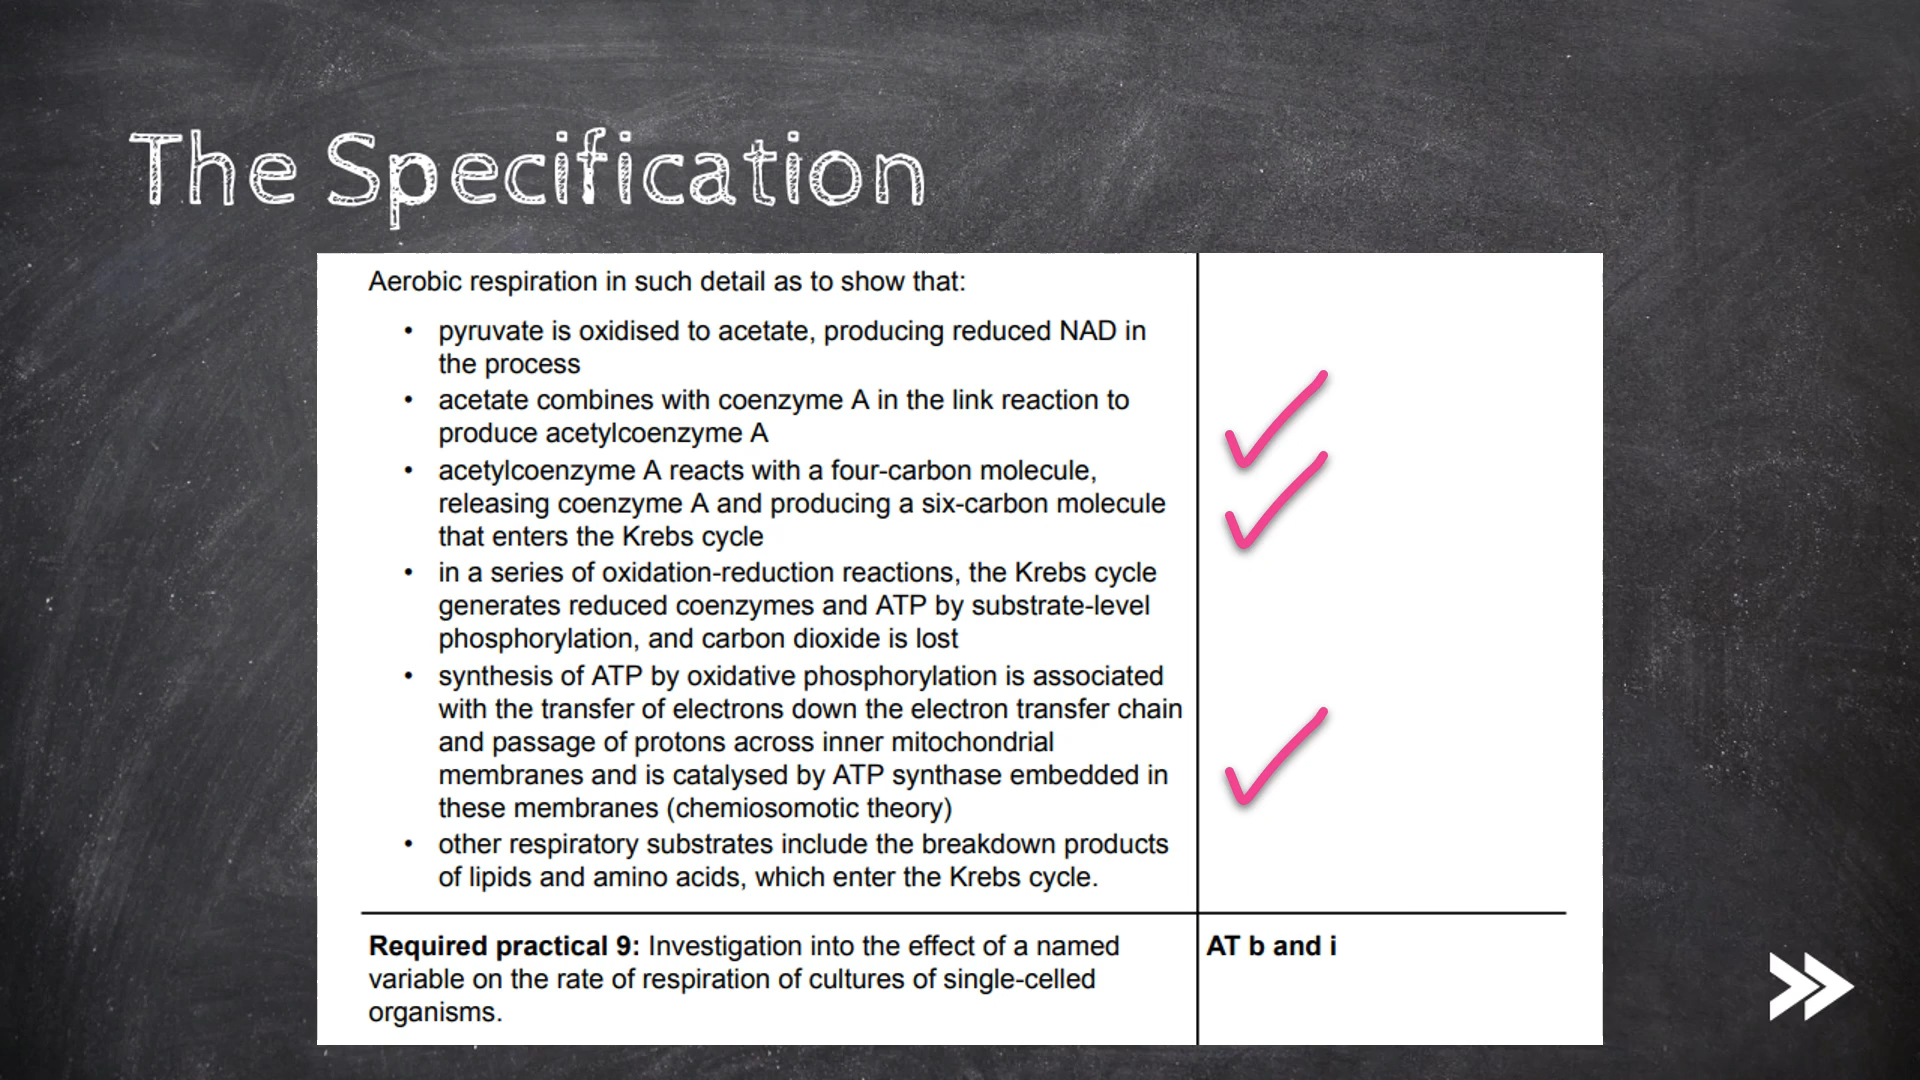 The Specification
Aerobic respiration in such detail as to show that:
• pyruvate is oxidised to acetate, producing reduced NAD in
the process
• acetate combines with coenzyme A in the link reaction to
produce acetylcoenzyme A
• acetylcoenzyme A reacts with a four-carbon molecule,
releasing coenzyme A and producing a six-carbon molecule
that enters the Krebs cycle
• in a series of oxidation-reduction reactions, the Krebs cycle
generates reduced coenzymes and ATP by substrate-level
phosphorylation, and carbon dioxide is lost
• synthesis of ATP by oxidative phosphorylation is associated
with the transfer of electrons down the electron transfer chain
and passage of protons across inner mitochondrial
membranes and is catalysed by ATP synthase embedded in
these membranes (chemiosomotic theory)
• other respiratory substrates include the breakdown products
of lipids and amino acids, which enter the Krebs cycle.
Required practical 9: Investigation into the effect of a named
variable on the rate of respiration of cultures of single-celled
organisms.
AT b and i